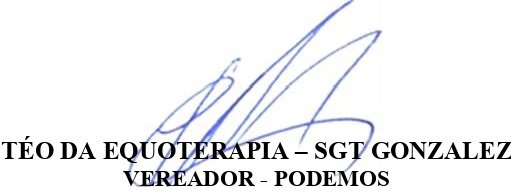 TÉO DA EQUOTERAPIA – SGT GONZALEZ
VEREADOR - PODEMOS